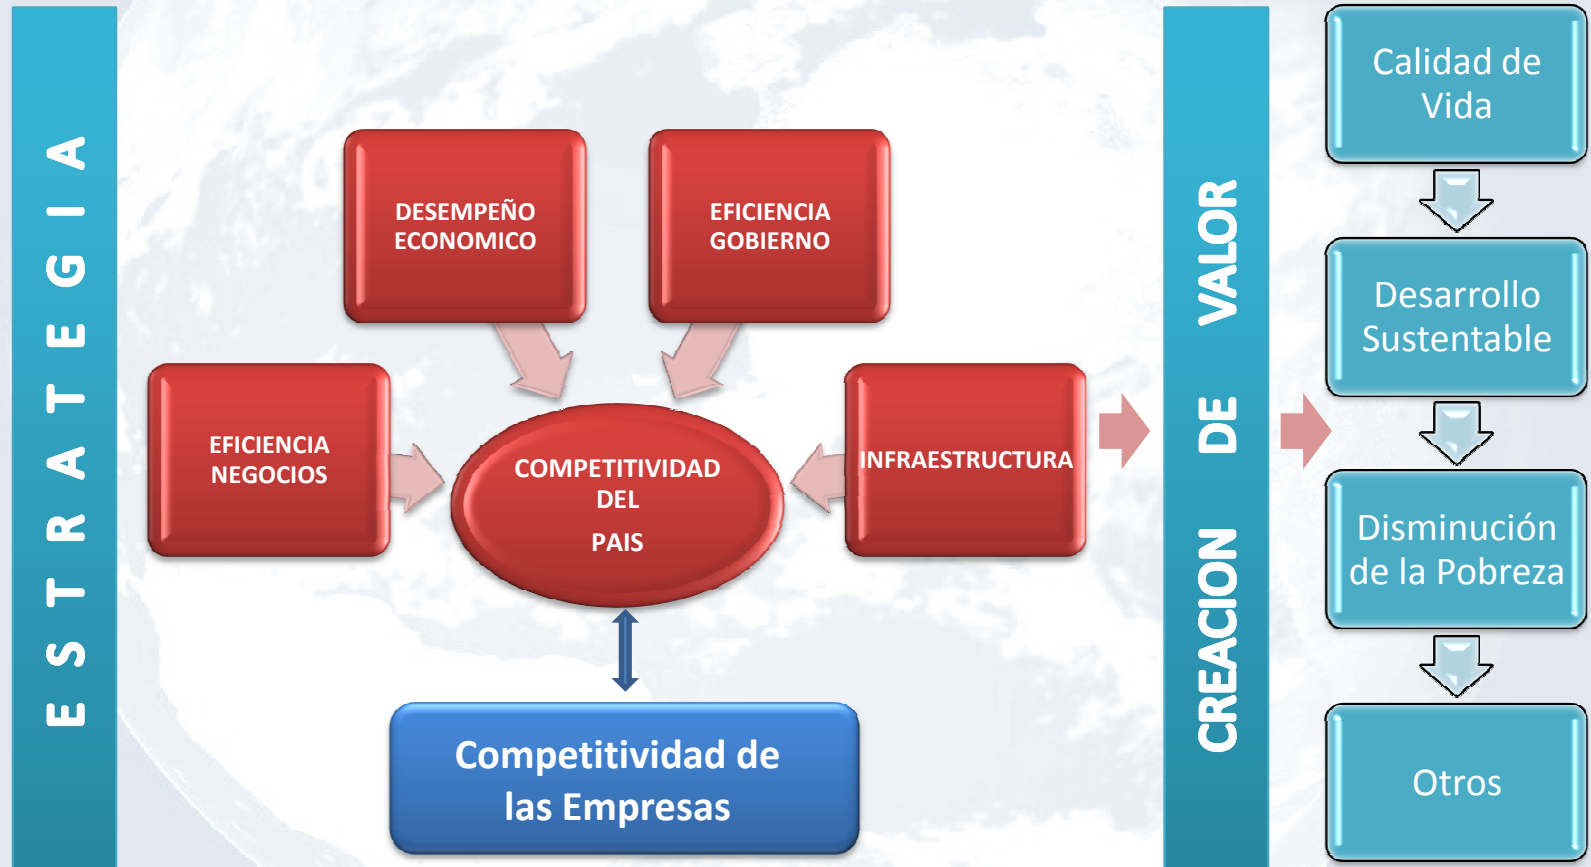 E S T R A T E G I A
DESEMPEÑO
ECONOMICO
EFICIENCIA
GOBIERNO
EFICIENCIA
NEGOCIOS
COMPETITIVIDAD
DEL
PAIS
INFRAESTRUCTURA
Competitividad de
las Empresas
CREACION DE VALOR
Calidad de
Vida
Desarrollo
Sustentable
Disminución
de la Pobreza
Otros